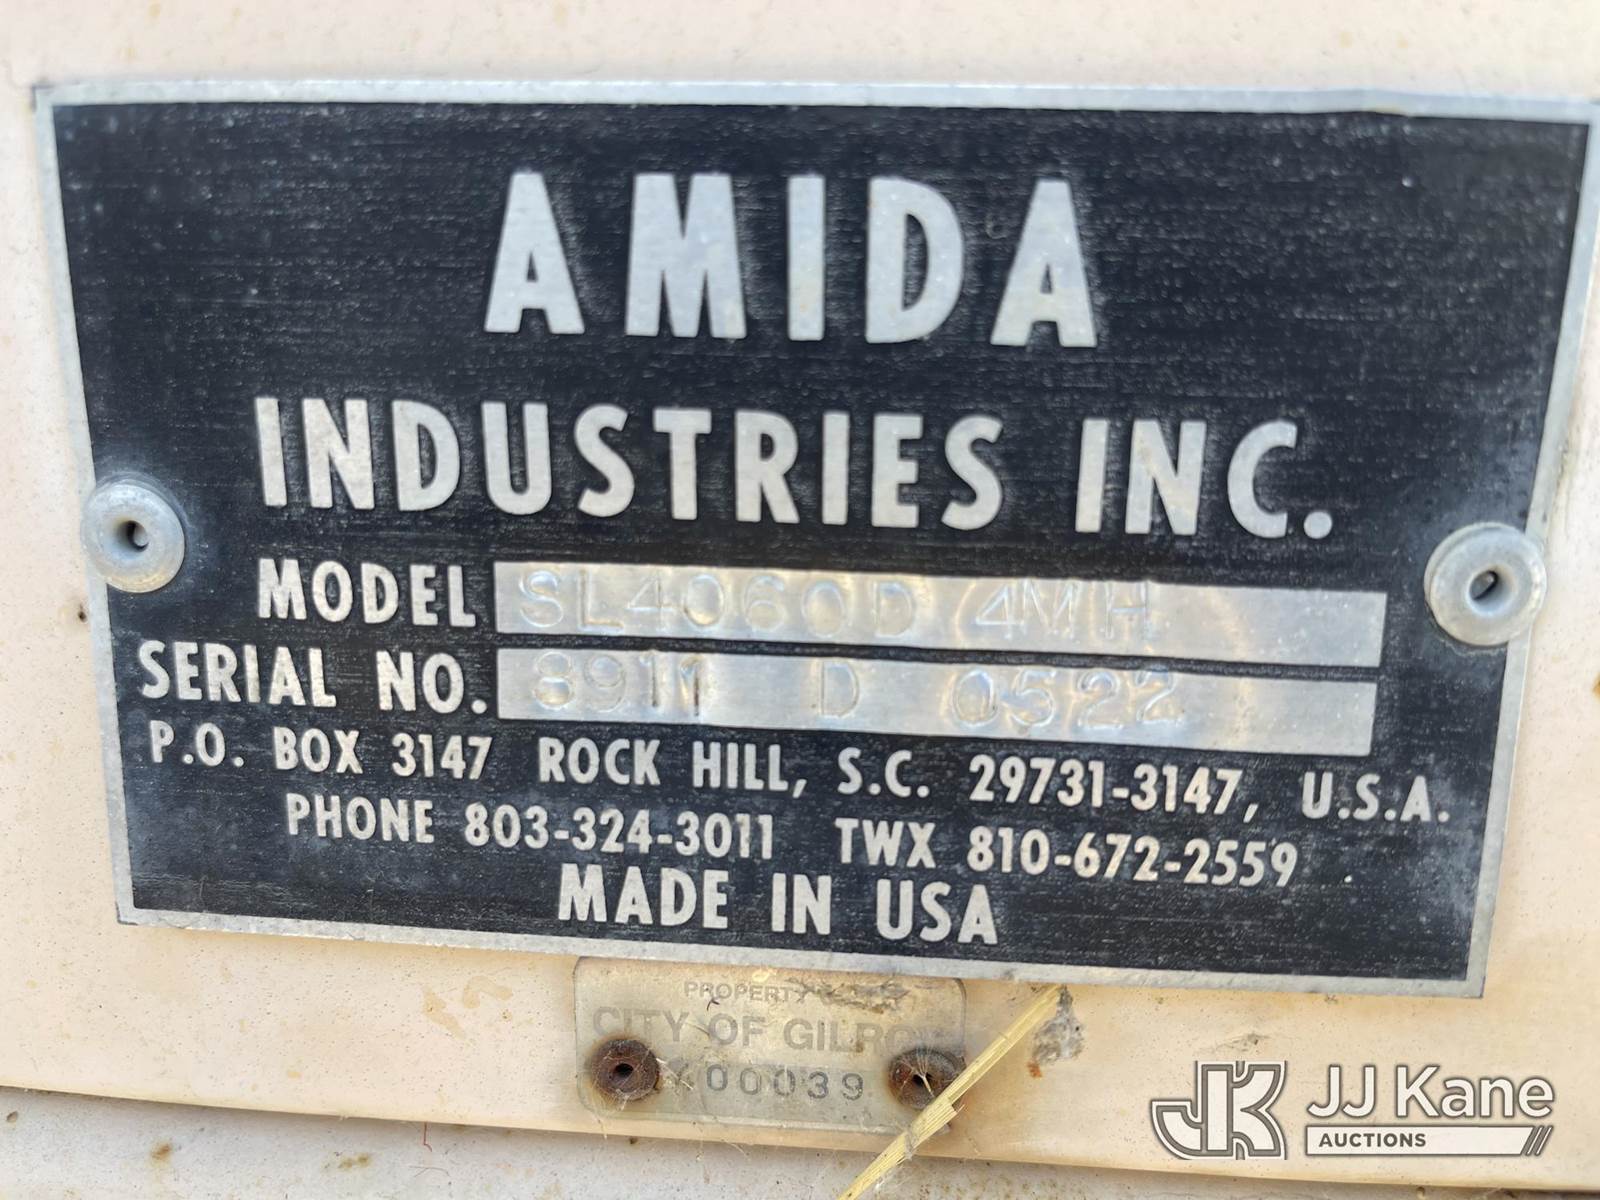 AMIDA
INDUSTRIES INC.
MODEL SL4060D 4MH
SERIAL NO. 8911 D 0522
P.O. BOX 3147 ROCK HILL, S.C. 29731-3147, U.S.A.
PHONE 803-324-3011 TWX 810-672-2559
MADE IN USA
PROPERTY
CITY OF
00039
JJ Kane
AUCTIONS